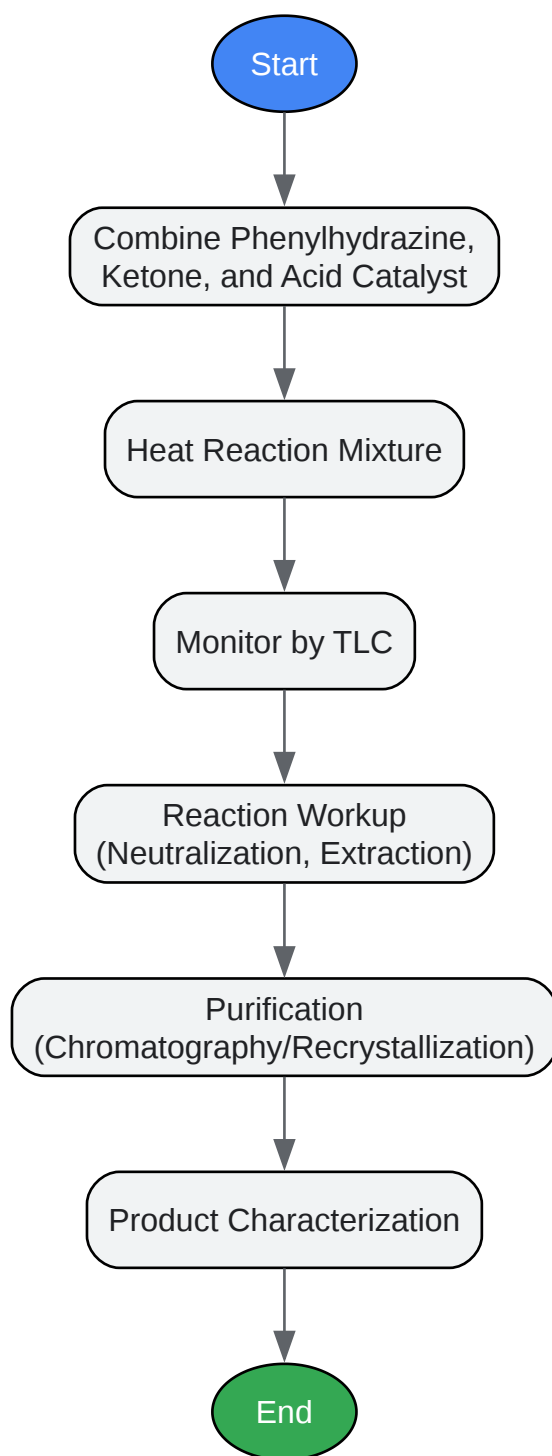 Start
Combine Phenylhydrazine,
Ketone, and Acid Catalyst
Heat Reaction Mixture
Monitor by TLC
Reaction Workup
(Neutralization, Extraction)
Purification
(Chromatography/Recrystallization)
Product Characterization
End